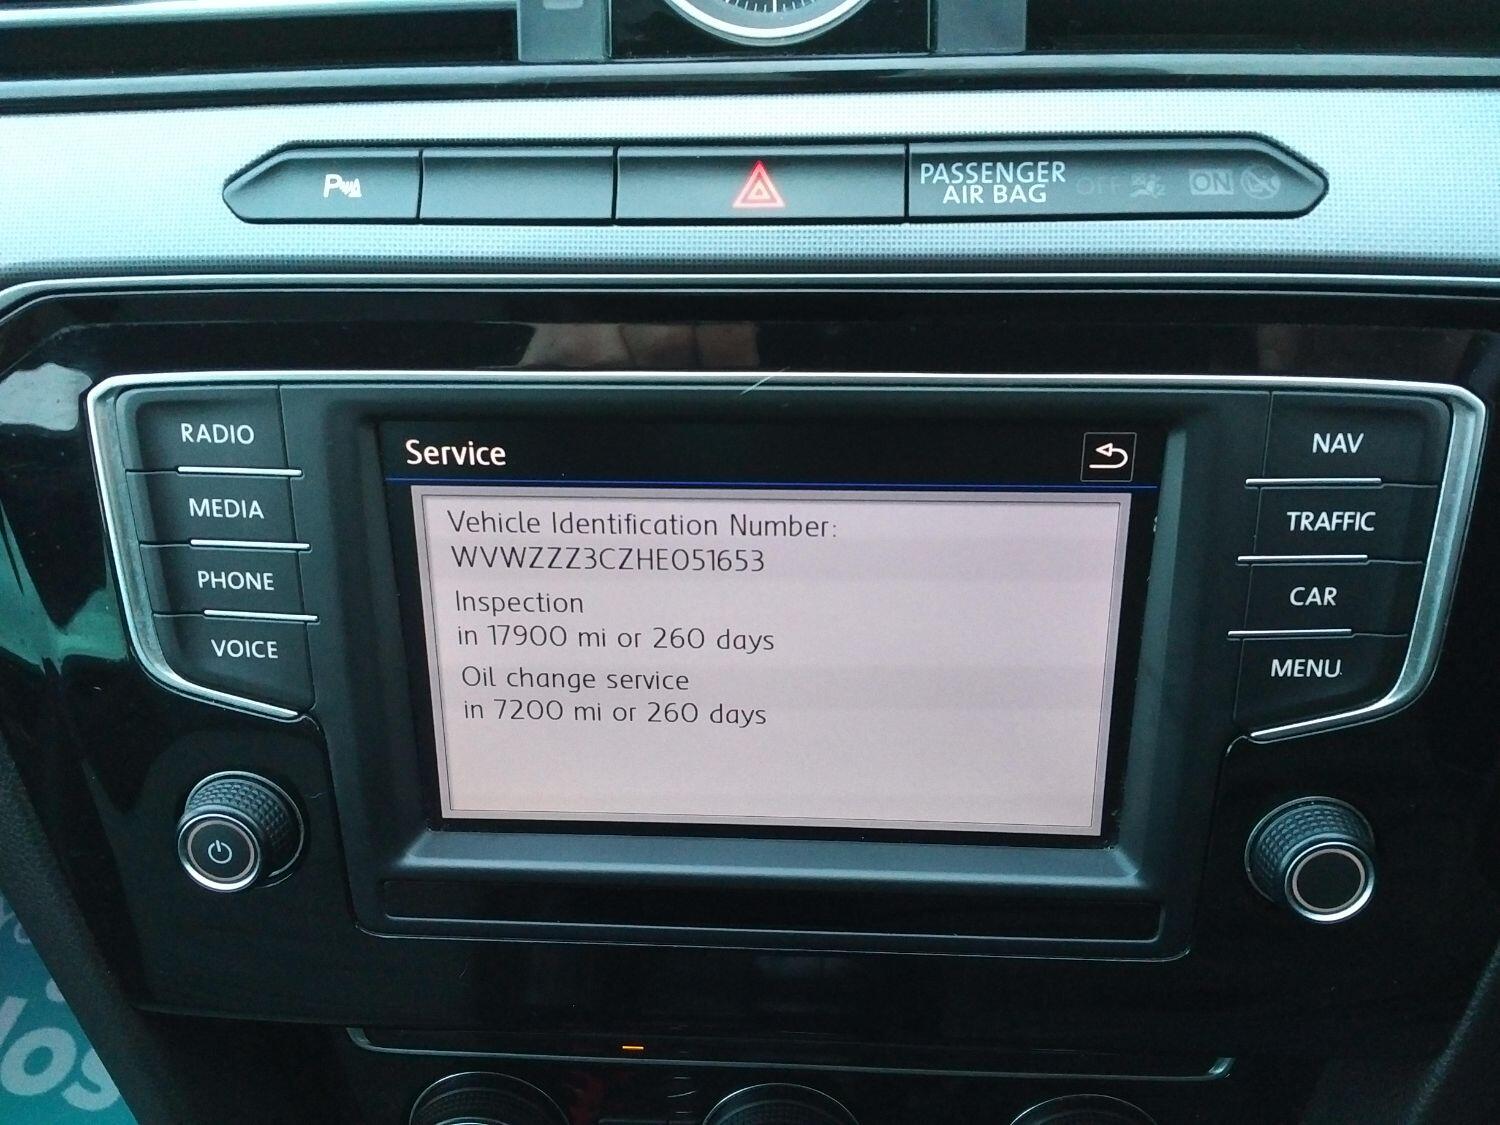 PASSENGER
AIR BAG
OFF
ON
RADIO
MEDIA
PHONE
VOICE
Service
Vehicle Identification Number:
WVWZZZ3CZHE051653
Inspection
in 17900 mi or 260 days
Oil change service
in 7200 mi or 260 days
NAV
TRAFFIC
CAR
MENU